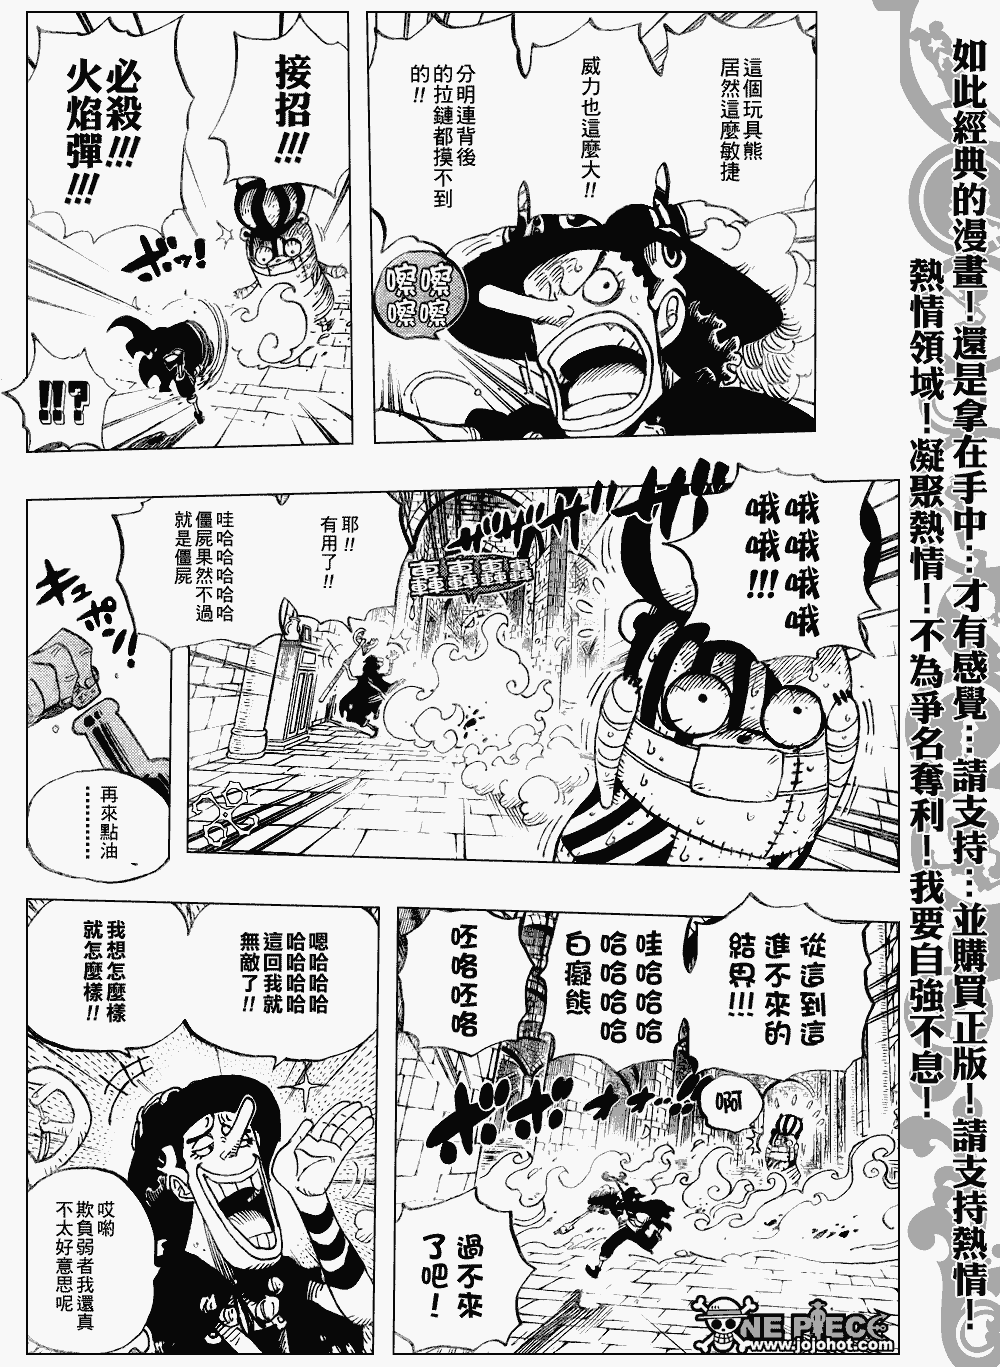 如此經典的漫畫！還是拿在手中…才有感覺…請支持…並購買正版！請支持熱情！
熱情領域！凝聚熱情！不為爭名奪利！我要自強不息！
這個玩具熊
居然這麼敏捷
威力也這麼大!!
分明連背後
的拉鏈都摸不到
的!!
嚓嚓
嚓嚓
接招!!!
必殺!!!
火焰彈!!!
ボボッ
!!?
哦哦哦哦
哦哦!!!
轟轟轟轟
耶!!
有用了!!
哇哈哈哈哈哈
僵屍果然不過
就是僵屍
キュポン!
再來點油
………
從這到這
進不來的
結界!!!
哇哈哈哈
哈哈哈哈
白癡熊
呸咯呸咯
啊
過不來
了吧！
嗯哈哈哈
哈哈哈哈
這回我就
無敵了!!
我想怎麼樣
就怎麼樣!!
哎喲
欺負弱者我還真
不太好意思呢
ONE PIECE
www.jojohot.com